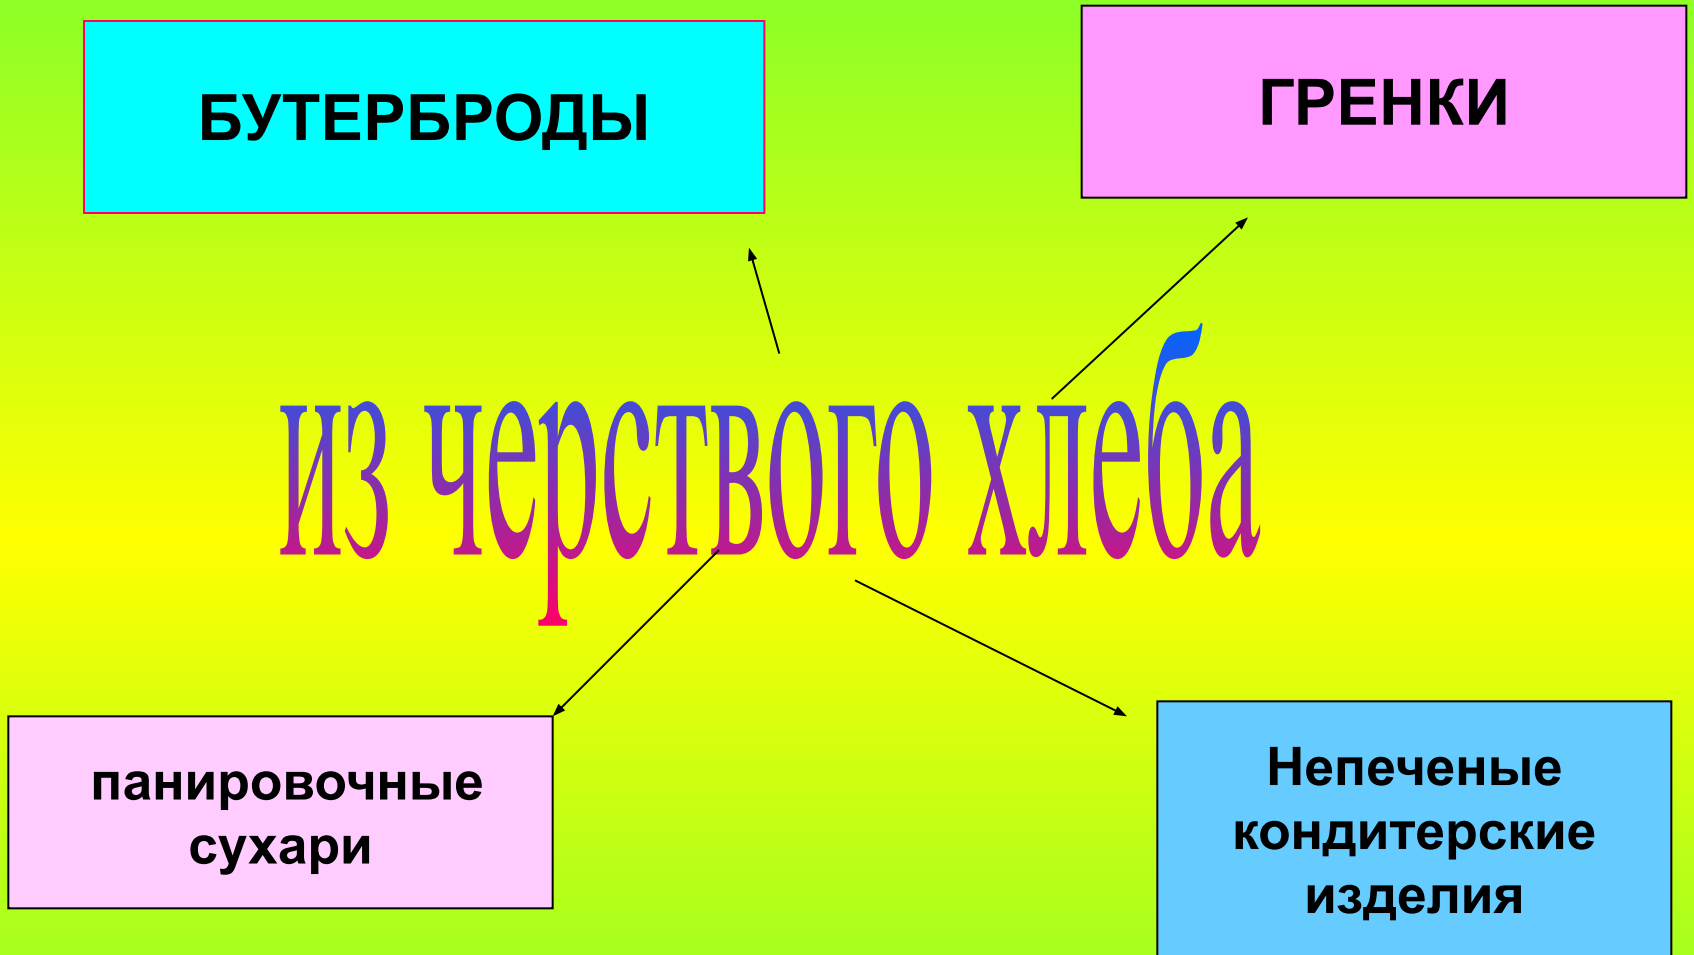 БУТЕРБРОДЫ
ГРЕНКИ
из черствого хлеба
панировочные
сухари
Непеченые
кондитерские
изделия